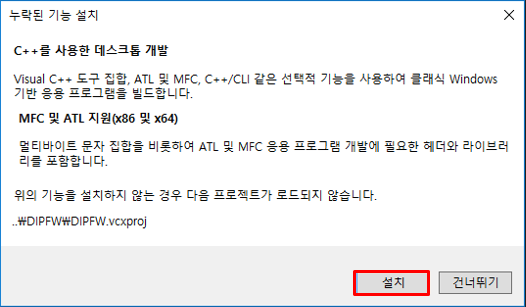 누락된 기능 설치
C++를 사용한 데스크톱 개발
Visual C++ 도구 집합, ATL 및 MFC, C++/CLI 같은 선택적 기능을 사용하여 클래식 Windows
기반 응용 프로그램을 빌드합니다.
MFC 및 ATL 지원(x86 및 x64)
멀티바이트 문자 집합을 비롯하여 ATL 및 MFC 응용 프로그램 개발에 필요한 헤더와 라이브러
리를 포함합니다.
위의 기능을 설치하지 않는 경우 다음 프로젝트가 로드되지 않습니다.
..₩DIPFW₩DIPFW.vcxproj
설치 건너뛰기